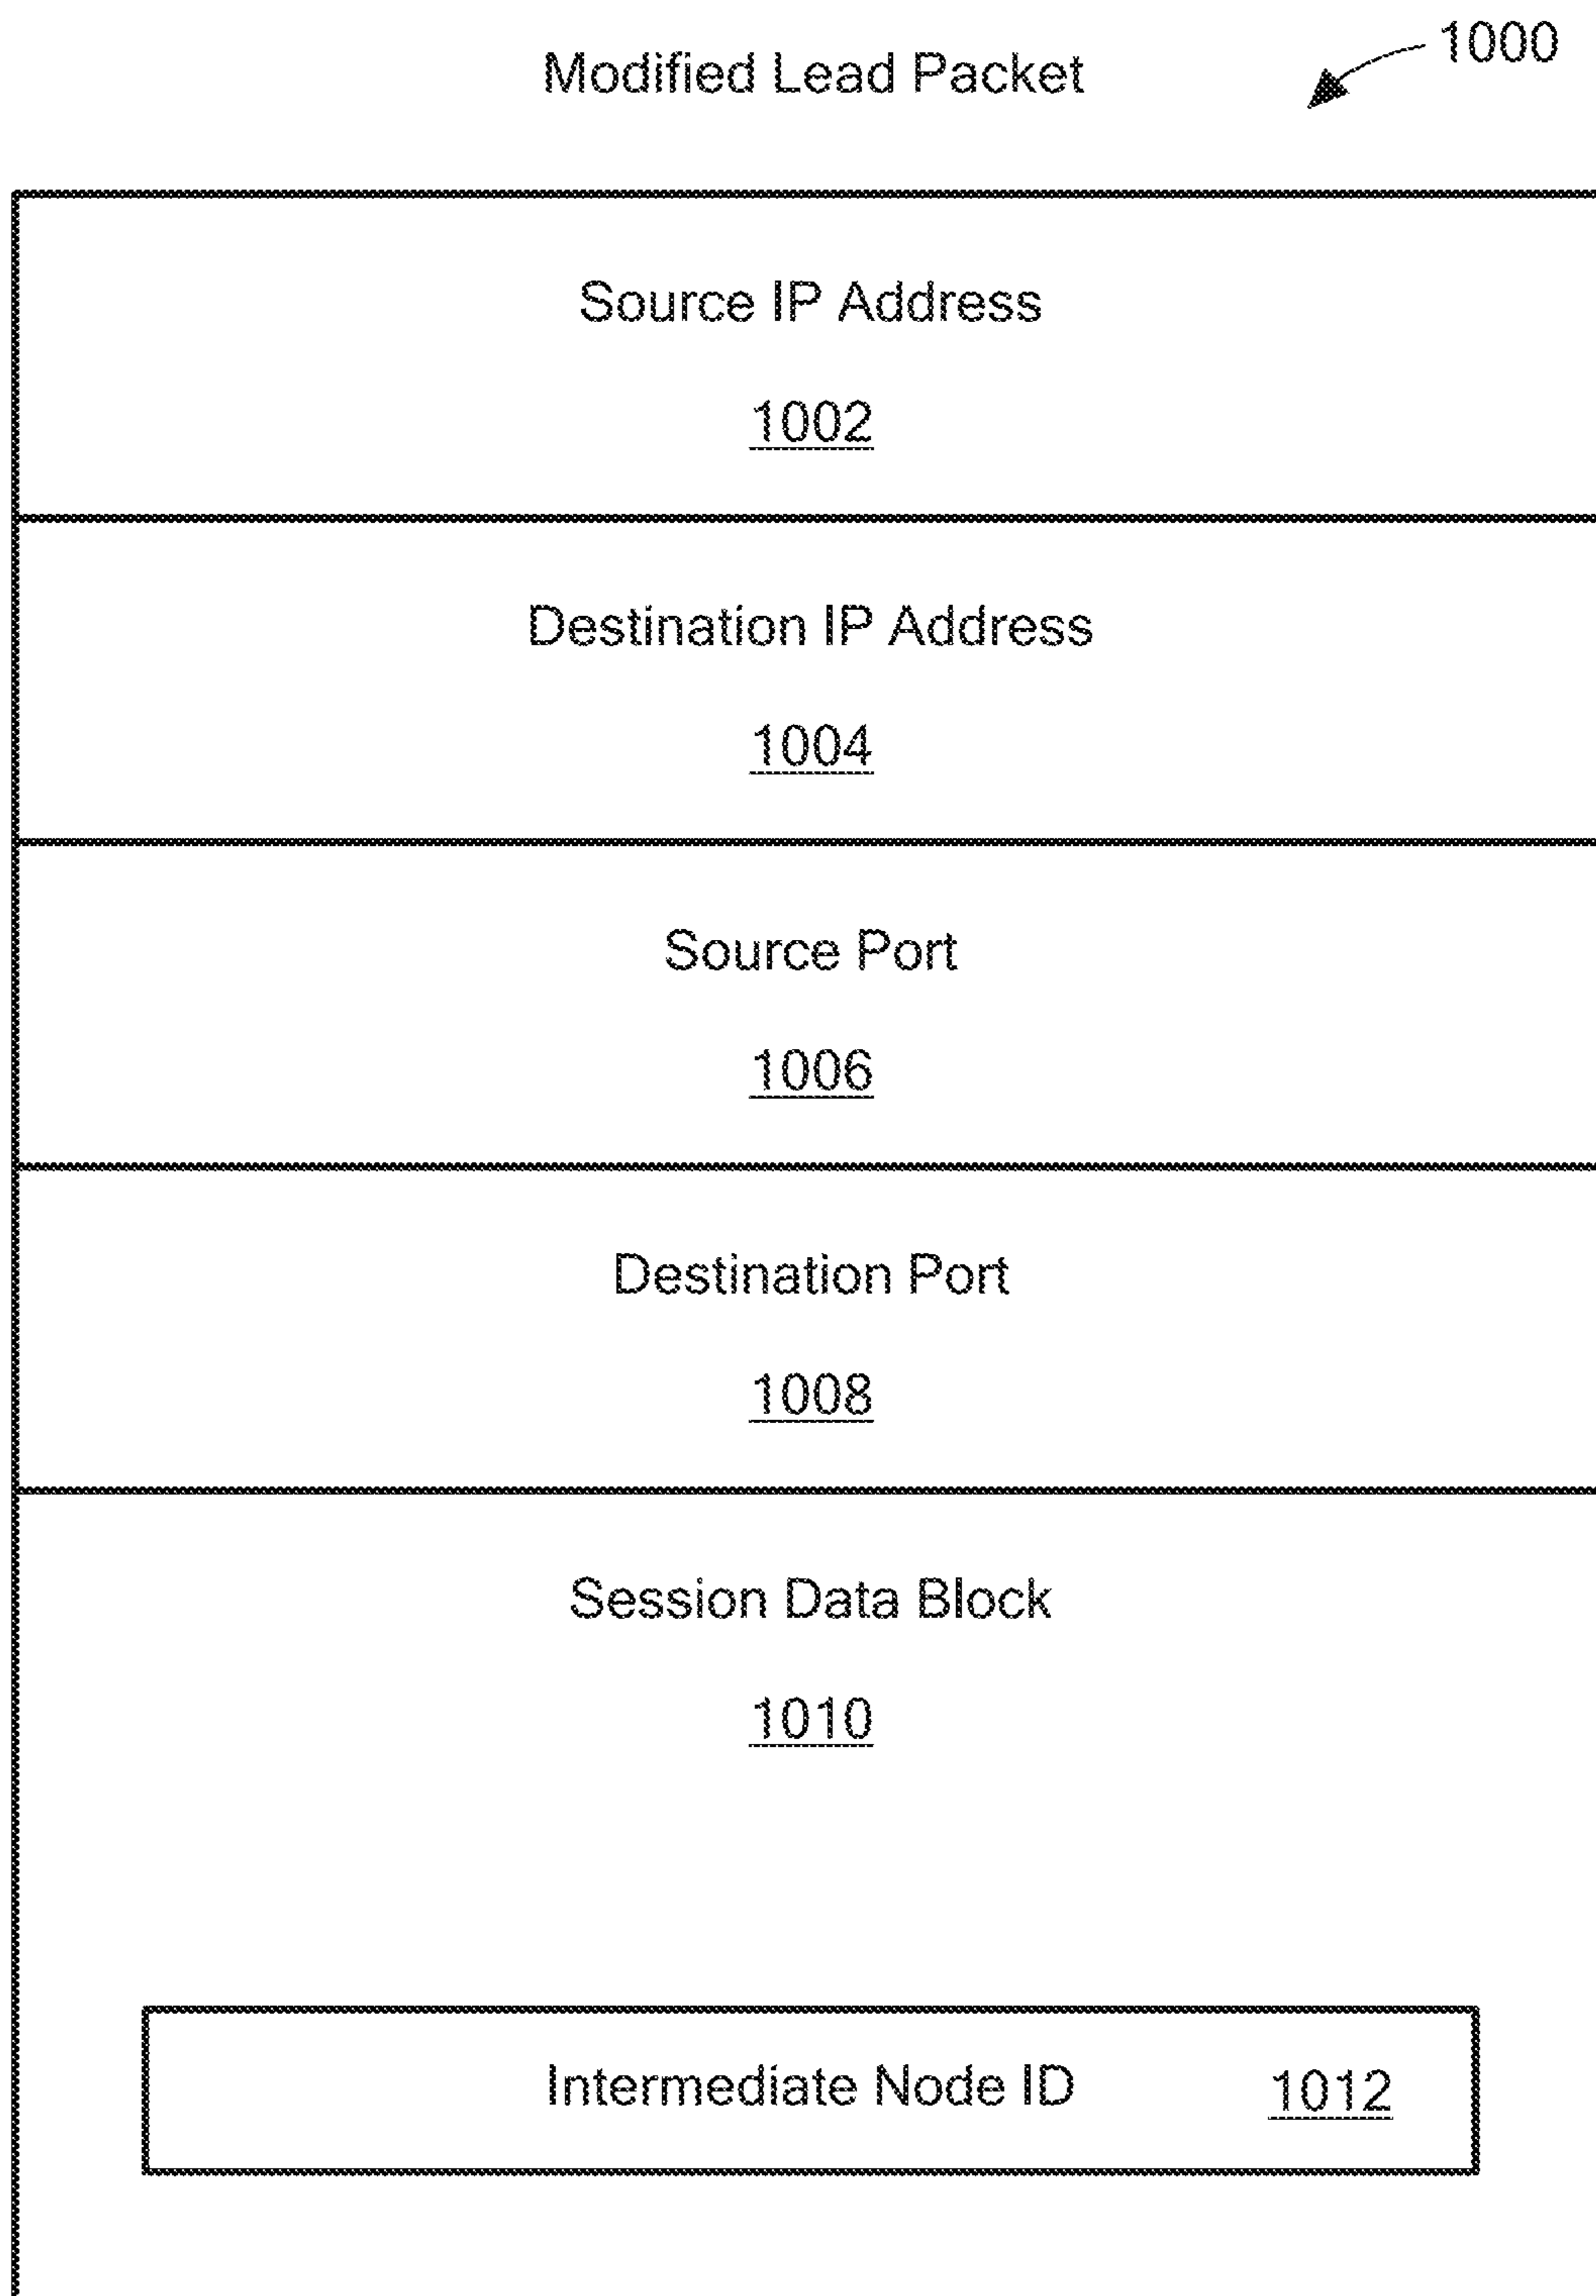 Modified Lead Packet
1000
Source IP Address
1002
Destination IP Address
1004
Source Port
1006
Destination Port
1008
Session Data Block
1010
Intermediate Node ID 1012